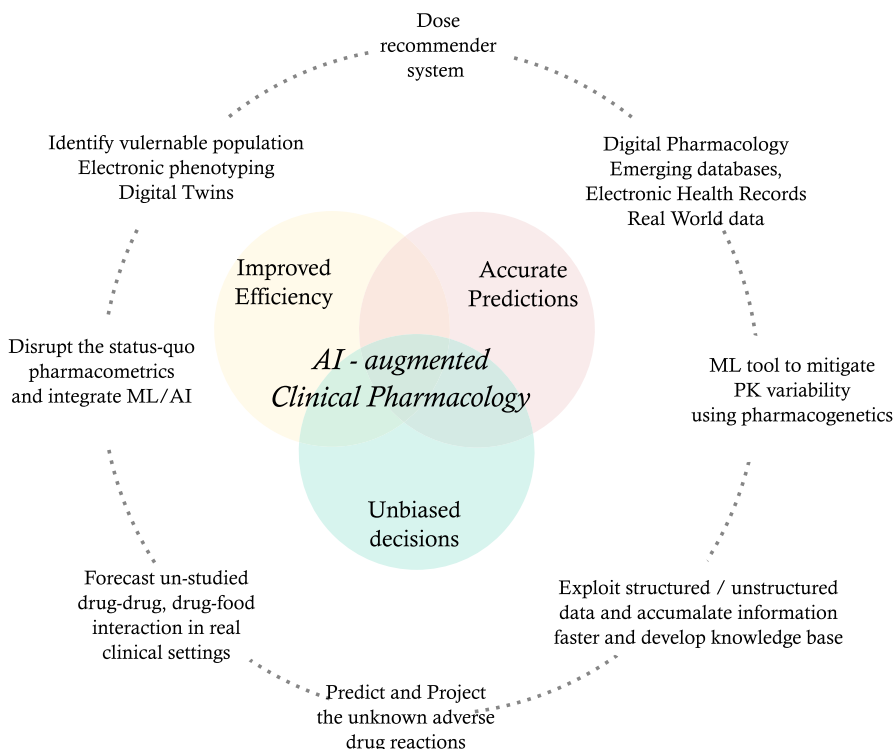 Dose
recommender
system
Identify vulernable population
Electronic phenotyping
Digital Twins
Digital Pharmacology
Emerging databases,
Electronic Health Records
Real World data
Improved
Efficiency
Accurate
Predictions
AI - augmented
Clinical Pharmacology
Unbiased
decisions
Disrupt the status-quo
pharmacometrics
and integrate ML/AI
ML tool to mitigate
PK variability
using pharmacogenetics
Forecast un-studied
drug-drug, drug-food
interaction in real
clinical settings
Exploit structured / unstructured
data and accumalate information
faster and develop knowledge base
Predict and Project
the unknown adverse
drug reactions